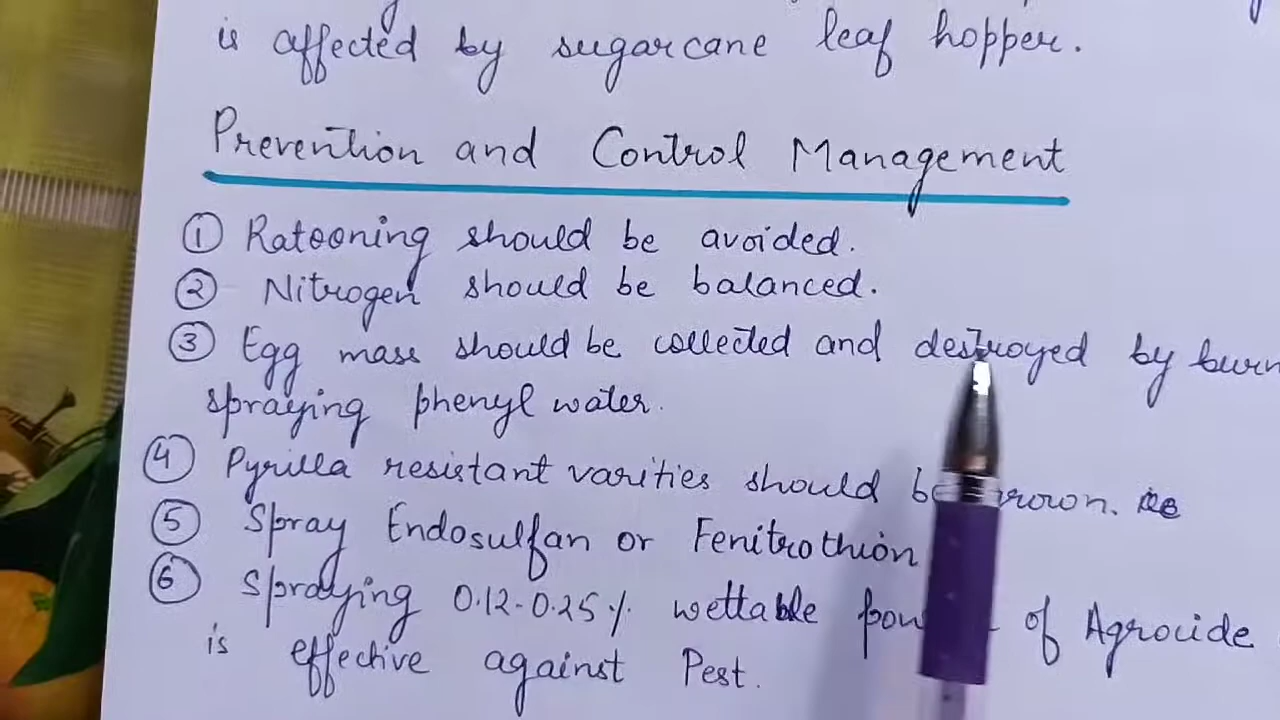 is affected by sugarcane leaf hopper.
Prevention and Control Management
① Ratooning should be avoided.
② Nitrogen should be balanced.
③ Egg mass should be collected and destroyed by burn
spraying phenyl water.
④ Pyrilla resistant varities should be grown.
⑤ Spray Endosulfan or Fenitrothion
⑥ Spraying 0.12-0.25% wettable of Agrocide
is effective against Pest.